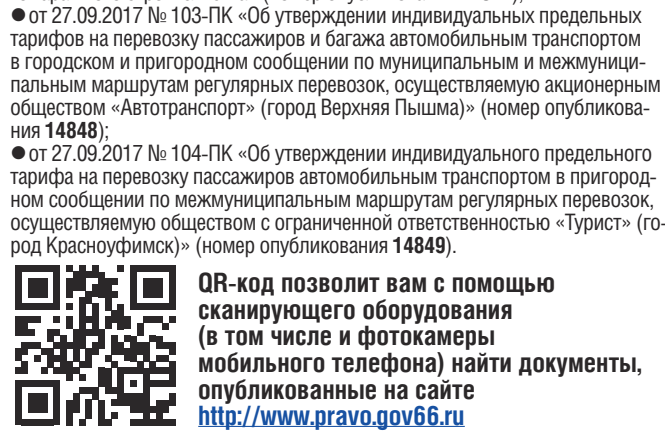 ● от 27.09.2017 № 103-ПК «Об утверждении индивидуальных предельных
тарифов на перевозку пассажиров и багажа автомобильным транспортом
в городском и пригородном сообщении по муниципальным и межмуници-
пальным маршрутам регулярных перевозок, осуществляемую акционерным
обществом «Автотранспорт» (город Верхняя Пышма)» (номер опубликова-
ния 14848);
● от 27.09.2017 № 104-ПК «Об утверждении индивидуального предельного
тарифа на перевозку пассажиров автомобильным транспортом в пригород-
ном сообщении по межмуниципальным маршрутам регулярных перевозок,
осуществляемую обществом с ограниченной ответственностью «Турист» (го-
род Красноуфимск)» (номер опубликования 14849).
QR-код позволит вам с помощью
сканирующего оборудования
(в том числе и фотокамеры
мобильного телефона) найти документы,
опубликованные на сайте
http://www.pravo.gov66.ru